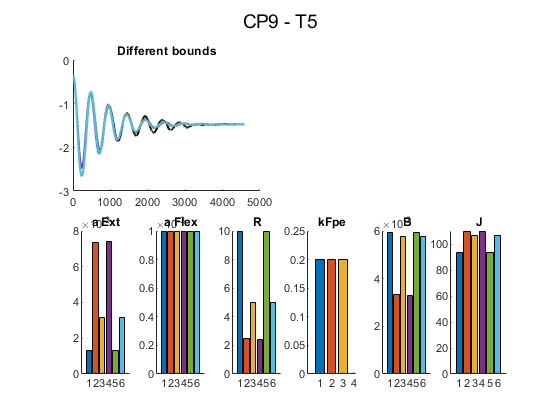 CP9 - T5
Different bounds
0
-1
-2
-3
0 1000 2000 3000 4000 5000
a Ext a Flex R kFpe B J
8 1 10 0.25 6
6 0.8 8 0.2 100
4 0.6 6 0.15 4 80
0.4 4 0.1 60
2 0.2 2 0.05 2 40
20
0 0 0 0 0 0
123456 123456 123456 1 2 3 4 123456 1 2 3 4 5 6